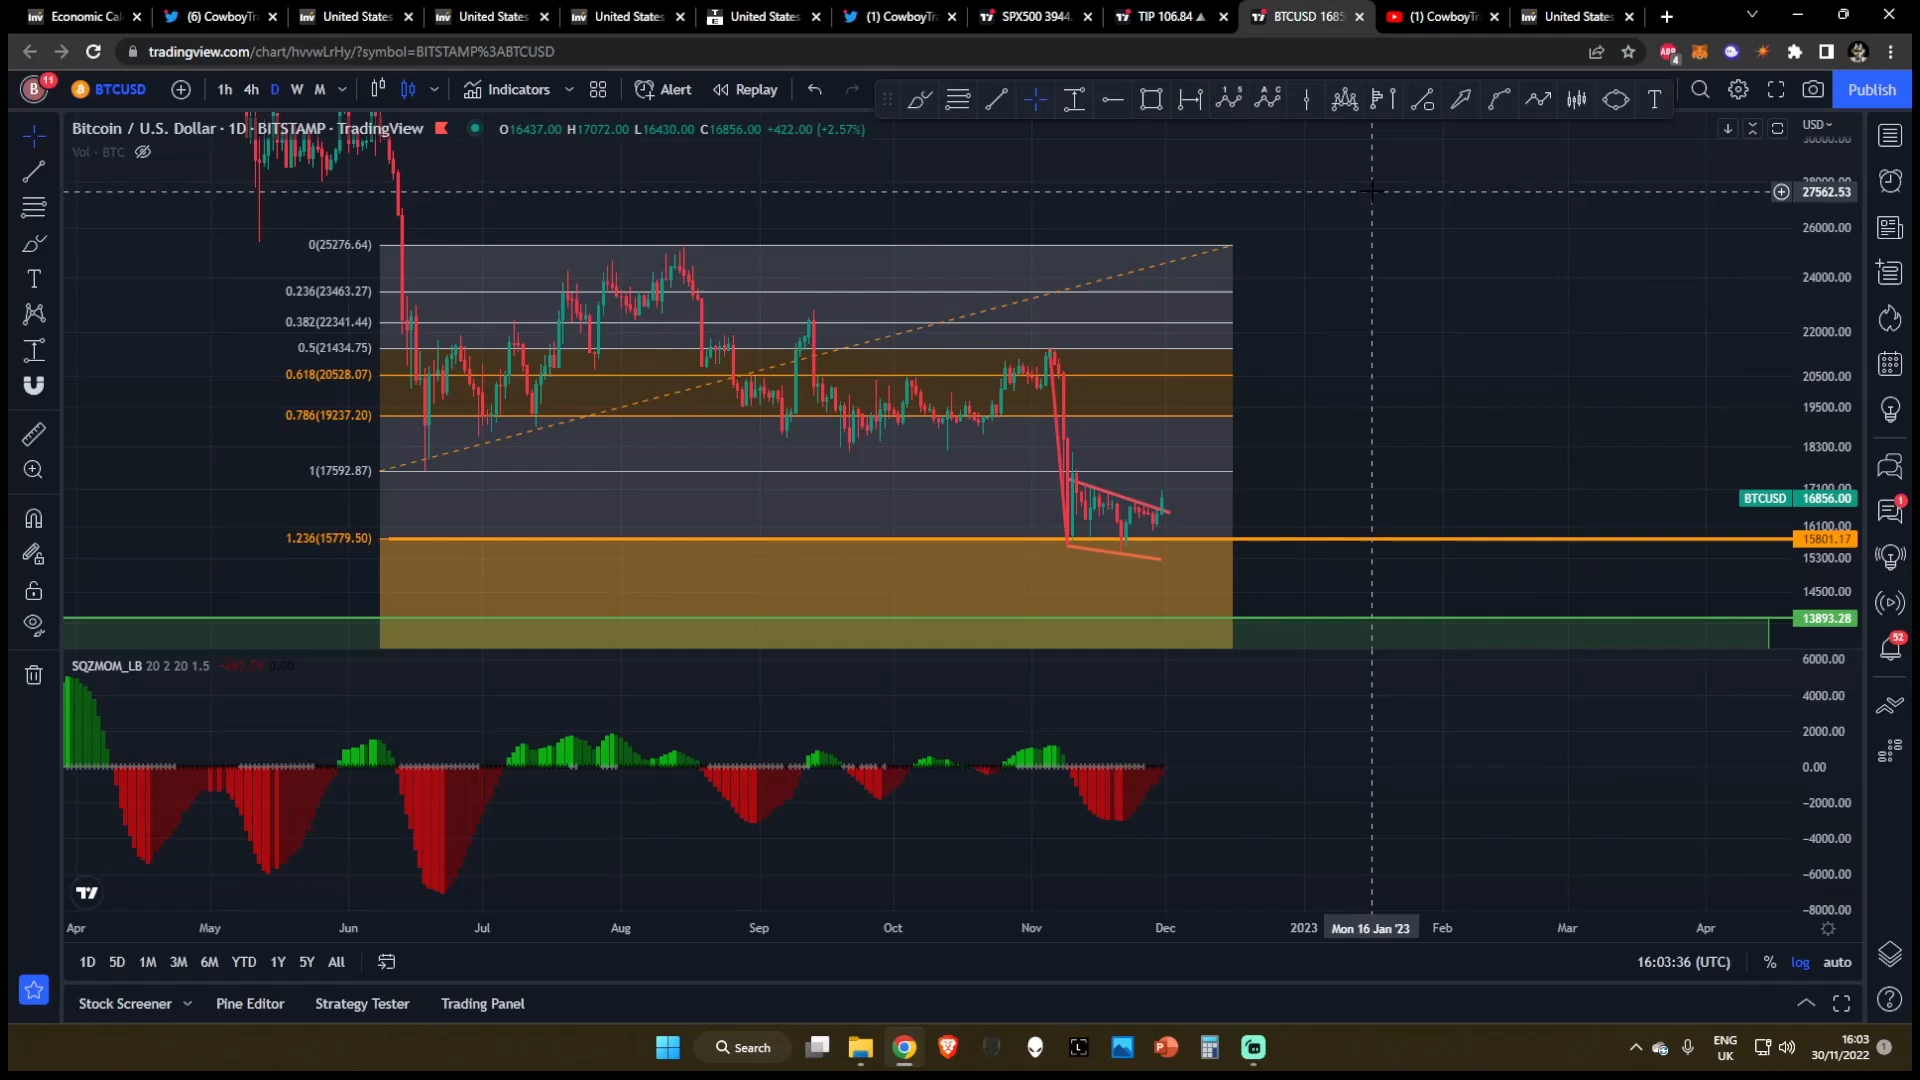 Economic Cal
(6) CowboyTr
United States
United States
United States
United States
(1) CowboyTra
SPX500 3944.
TIP 106.84 ▲
BTCUSD 1685
(1) CowboyTr
United States
tradingview.com/chart/hvvwLrHy/?symbol=BITSTAMP%3ABTCUSD
ABP
4
B
11
BTCUSD
1h 4h D W M
Indicators
Alert
Replay
Publish
Bitcoin / U.S. Dollar · 1D · BITSTAMP · TradingView
O16437.00 H17072.00 L16430.00 C16856.00 +422.00 (+2.57%)
Vol · BTC
USD
30000.00
28000.00
27562.53
26000.00
24000.00
22000.00
20500.00
19500.00
18300.00
17100.00
BTCUSD 16856.00
16100.00
15801.17
15300.00
14500.00
13893.28
0(25276.64)
0.236(23463.27)
0.382(22341.44)
0.5(21434.75)
0.618(20528.07)
0.786(19237.20)
1(17592.87)
1.236(15779.50)
SQZMOM_LB 20 2 20 1.5 0.00
6000.00
4000.00
2000.00
0.00
-2000.00
-4000.00
-6000.00
-8000.00
1
52
Apr May Jun Jul Aug Sep Oct Nov Dec 2023 Mon 16 Jan '23 Feb Mar Apr
1D 5D 1M 3M 6M YTD 1Y 5Y All
16:03:36 (UTC) % log auto
Stock Screener Pine Editor Strategy Tester Trading Panel
Search
ENG
UK
16:03
30/11/2022
1